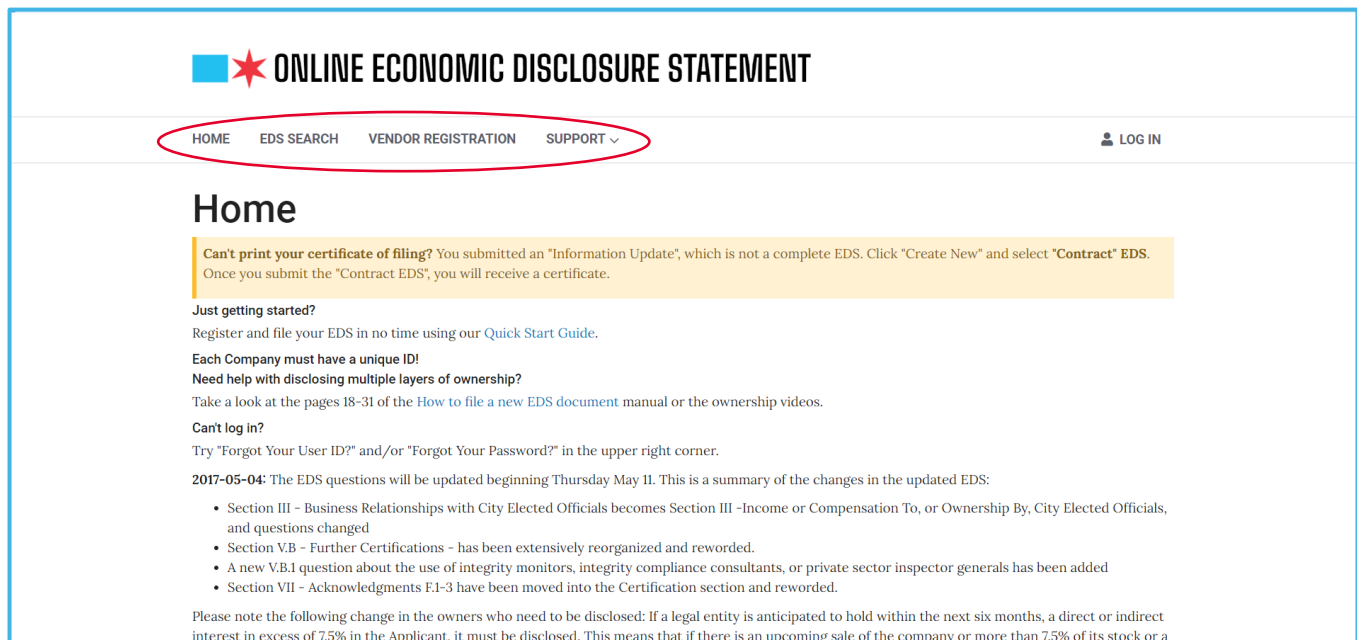 ONLINE ECONOMIC DISCLOSURE STATEMENT
HOME EDS SEARCH VENDOR REGISTRATION SUPPORT LOG IN
Home
Can't print your certificate of filing? You submitted an "Information Update", which is not a complete EDS. Click "Create New" and select "Contract" EDS.
Once you submit the "Contract EDS", you will receive a certificate.
Just getting started?
Register and file your EDS in no time using our Quick Start Guide.
Each Company must have a unique ID!
Need help with disclosing multiple layers of ownership?
Take a look at the pages 18-31 of the How to file a new EDS document manual or the ownership videos.
Can't log in?
Try "Forgot Your User ID?" and/or "Forgot Your Password?" in the upper right corner.
2017-05-04: The EDS questions will be updated beginning Thursday May 11. This is a summary of the changes in the updated EDS:
• Section III - Business Relationships with City Elected Officials becomes Section III -Income or Compensation To, or Ownership By, City Elected Officials,
and questions changed
• Section V.B - Further Certifications - has been extensively reorganized and reworded.
• A new V.B.1 question about the use of integrity monitors, integrity compliance consultants, or private sector inspector generals has been added
• Section VII - Acknowledgments F.1-3 have been moved into the Certification section and reworded.
Please note the following change in the owners who need to be disclosed: If a legal entity is anticipated to hold within the next six months, a direct or indirect
interest in excess of 7.5% in the Applicant, it must be disclosed. This means that if there is an upcoming sale of the company or more than 7.5% of its stock or a